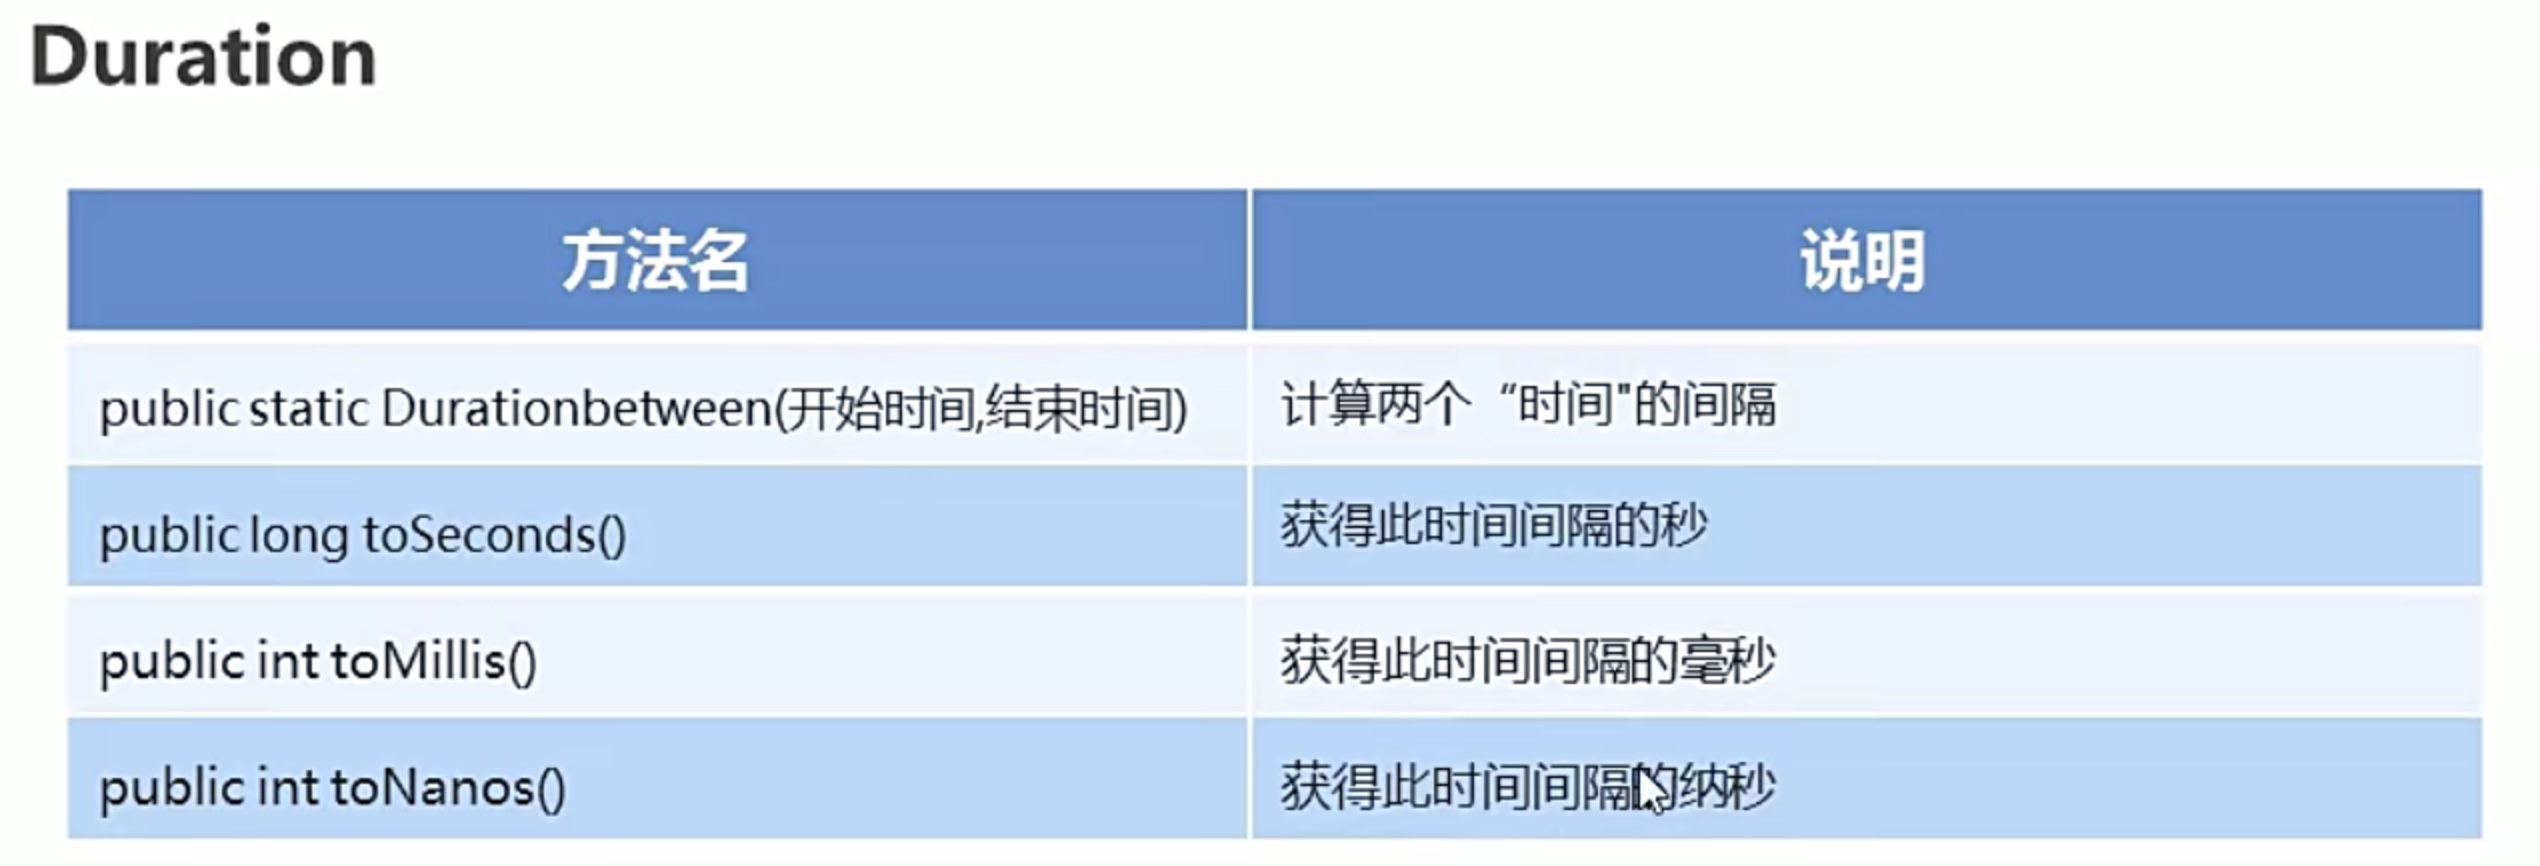 Duration
方法名 说明
public static Durationbetween(开始时间,结束时间) 计算两个“时间"的间隔
public long toSeconds() 获得此时间间隔的秒
public int toMillis() 获得此时间间隔的毫秒
public int toNanos() 获得此时间间隔的纳秒